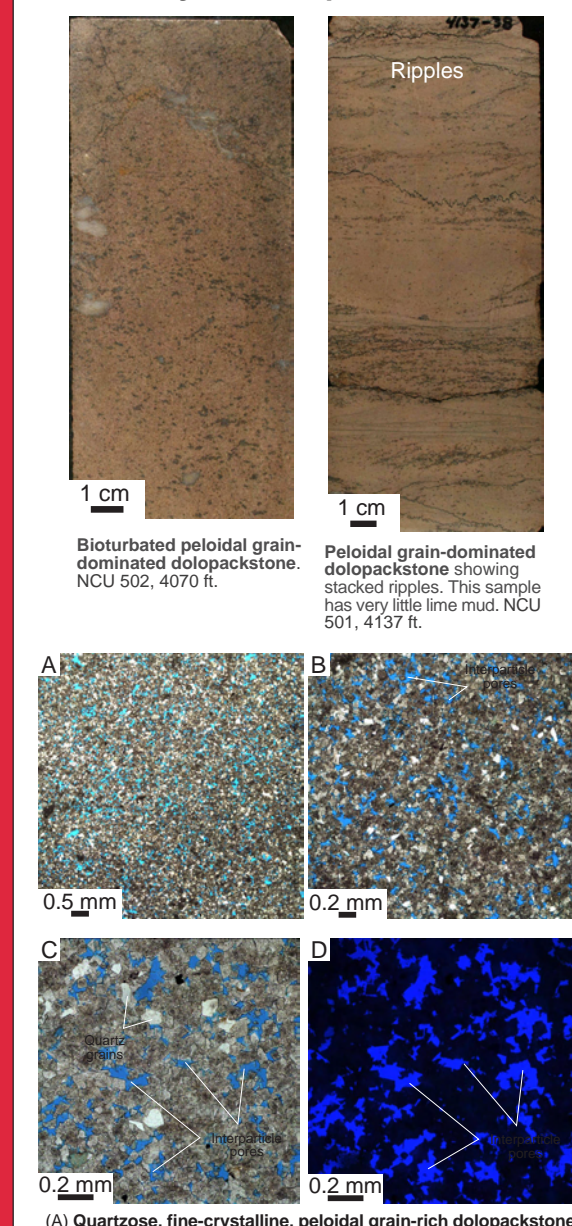 4137-38
Ripples
1 cm
1 cm
Bioturbated peloidal grain-
dominated dolopackstone.
NCU 502, 4070 ft.
Peloidal grain-dominated
dolopackstone showing
stacked ripples. This sample
has very little lime mud. NCU
501, 4137 ft.
A
0.5 mm
B
Interparticle
pores
0.2 mm
C
Quartz
grains
Interparticle
pores
0.2 mm
D
Interparticle
pores
0.2 mm
(A) Quartzose, fine-crystalline, peloidal grain-rich dolopackstone